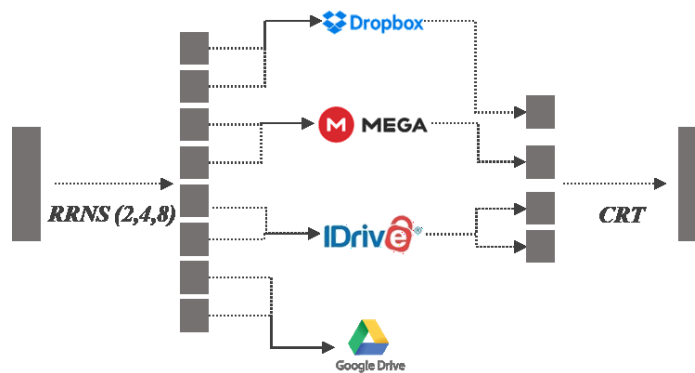 Dropbox
M MEGA
RRNS (2,4,8)
IDrive
CRT
Google Drive